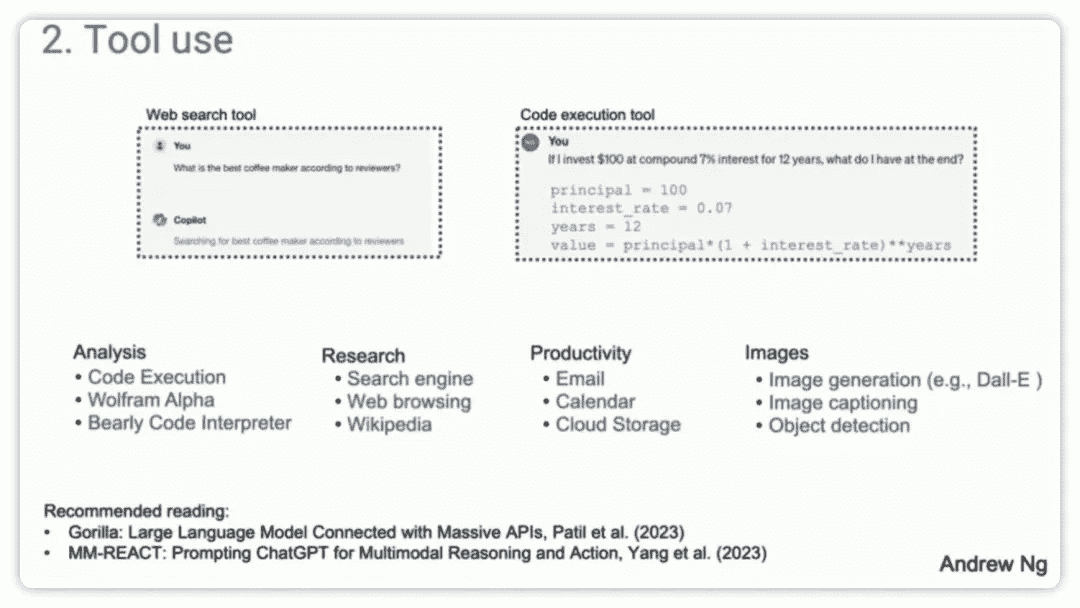 2. Tool use
Web search tool
You
What is the best coffee maker according to reviewers?
Copilot
Searching for best coffee maker according to reviewers
Code execution tool
You
If I invest $100 at compound 7% interest for 12 years, what do I have at the end?
principal = 100
interest_rate = 0.07
years = 12
value = principal*(1 + interest_rate)**years
Analysis
• Code Execution
• Wolfram Alpha
• Bearly Code Interpreter
Research
• Search engine
• Web browsing
• Wikipedia
Productivity
• Email
• Calendar
• Cloud Storage
Images
• Image generation (e.g., Dall-E )
• Image captioning
• Object detection
Recommended reading:
• Gorilla: Large Language Model Connected with Massive APIs, Patil et al. (2023)
• MM-REACT: Prompting ChatGPT for Multimodal Reasoning and Action, Yang et al. (2023)
Andrew Ng